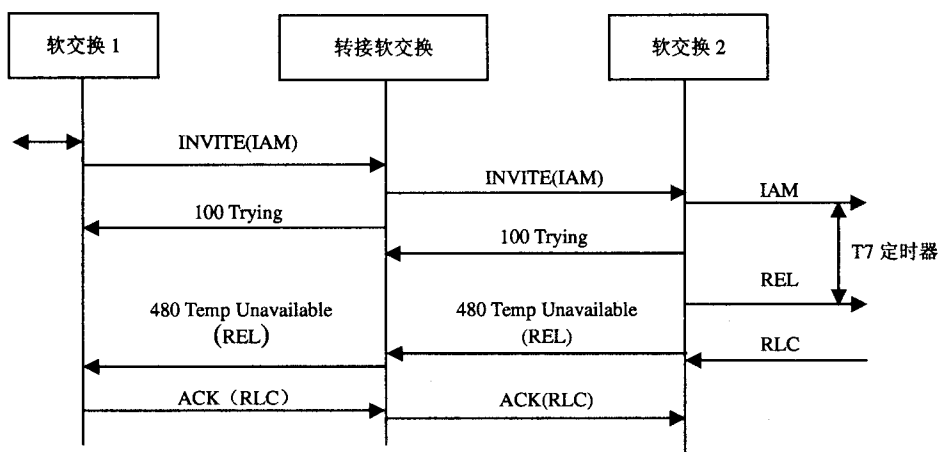 软交换 1
转接软交换
软交换 2
INVITE(IAM)
INVITE(IAM)
IAM
100 Trying
100 Trying
T7 定时器
REL
480 Temp Unavailable
(REL)
480 Temp Unavailable
(REL)
RLC
ACK（RLC）
ACK(RLC)